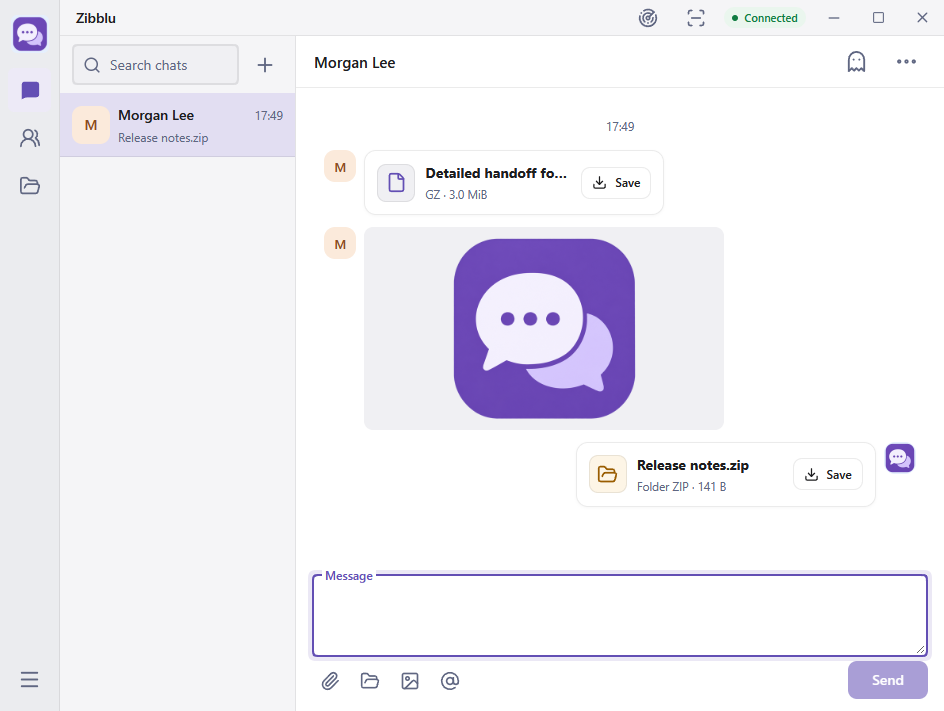 Zibblu
Connected
Search chats
Morgan Lee
17:49
Release notes.zip
Morgan Lee
17:49
M
M
Detailed handoff fo...
GZ · 3.0 MiB
Save
M
Release notes.zip
Folder ZIP · 141 B
Save
Message
Send